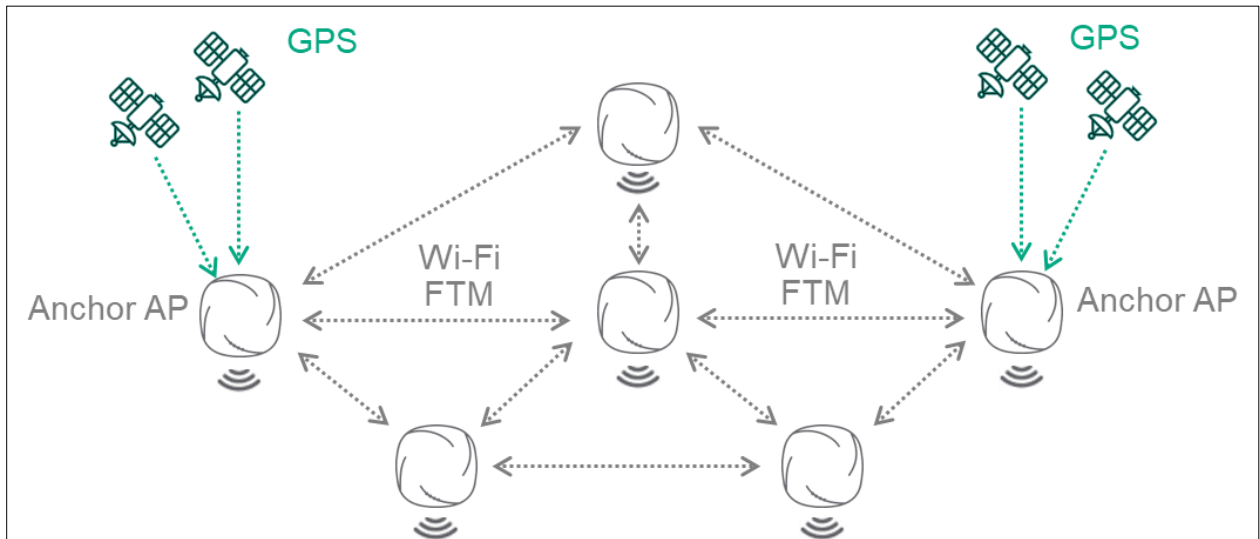 GPS
GPS
Wi-Fi
FTM
Wi-Fi
FTM
Anchor AP
Anchor AP